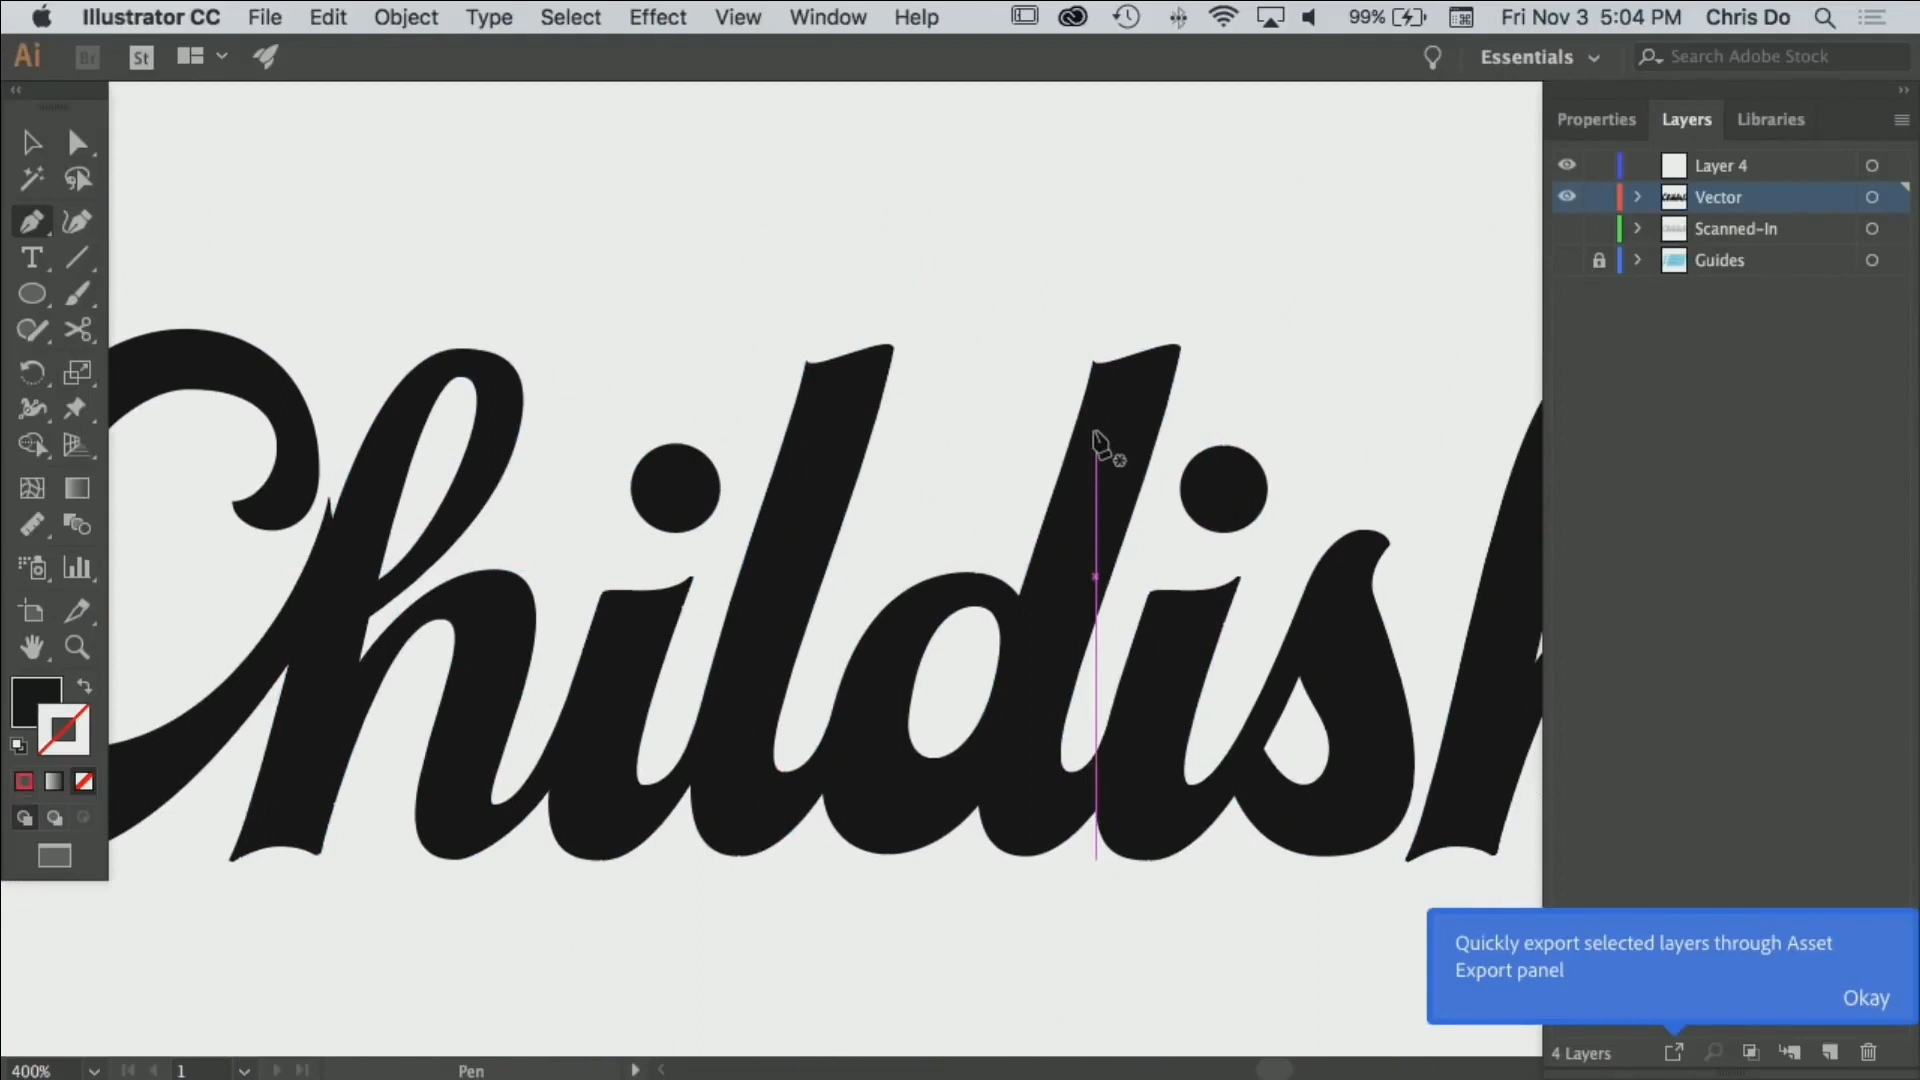 Illustrator CC File Edit Object Type Select Effect View Window Help 99% Fri Nov 3 5:04 PM Chris Do
Ai Br St Essentials Search Adobe Stock
Properties Layers Libraries
Layer 4
Vector
Scanned-In
Guides
T
Childish
Quickly export selected layers through Asset
Export panel
Okay
4 Layers
400% 1 Pen